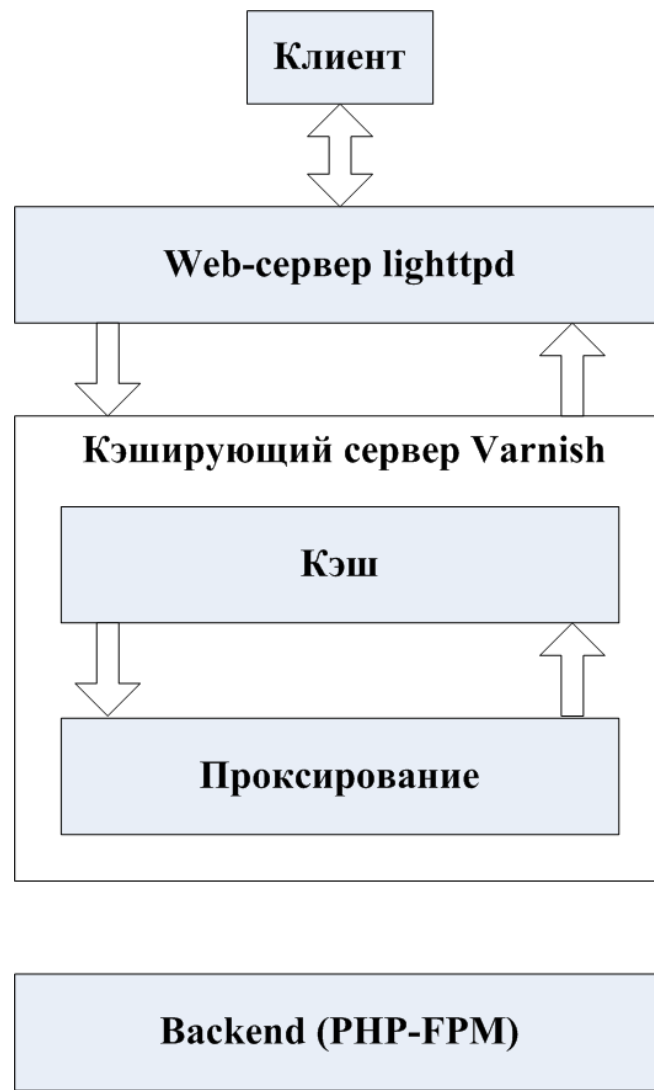 Клиент
Web-сервер lighttpd
Кэширующий сервер Varnish
Кэш
Проксирование
Backend (PHP-FPM)